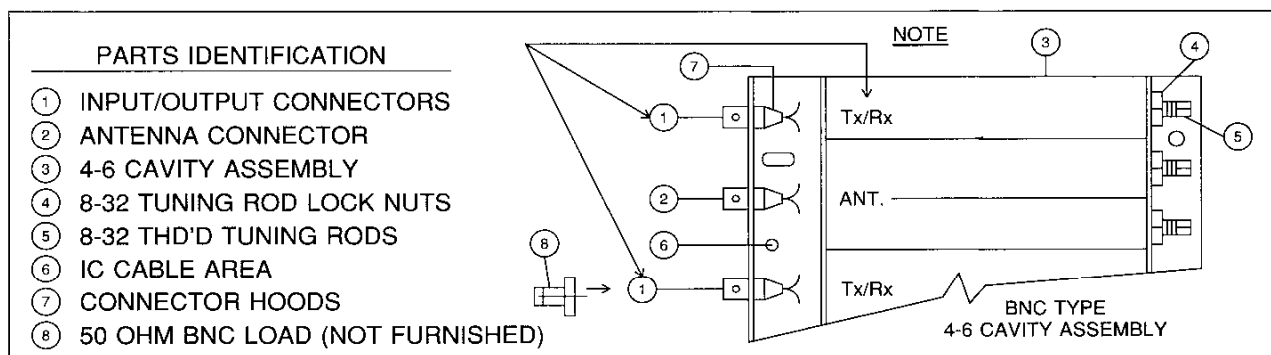 PARTS IDENTIFICATION
1 INPUT/OUTPUT CONNECTORS
2 ANTENNA CONNECTOR
3 4-6 CAVITY ASSEMBLY
4 8-32 TUNING ROD LOCK NUTS
5 8-32 THD'D TUNING RODS
6 IC CABLE AREA
7 CONNECTOR HOODS
8 50 OHM BNC LOAD (NOT FURNISHED)
NOTE
7
3
4
1
Tx/Rx
5
2
ANT.
8
6
1
Tx/Rx
BNC TYPE
4-6 CAVITY ASSEMBLY